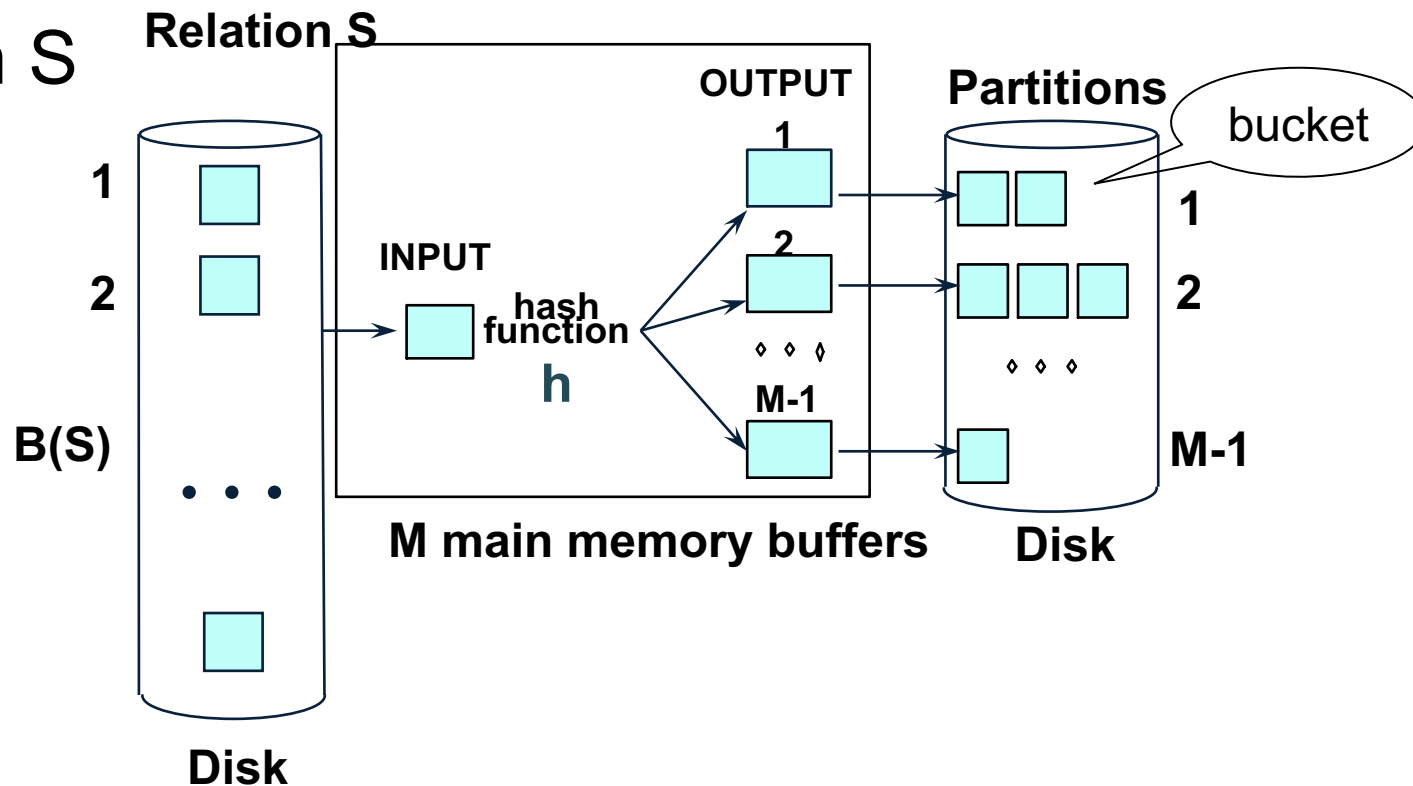 n S
Relation S
OUTPUT
Partitions
bucket
1
1
1
2
INPUT
2
2
hash
function
h
M-1
B(S)
M-1
M main memory buffers
Disk
Disk